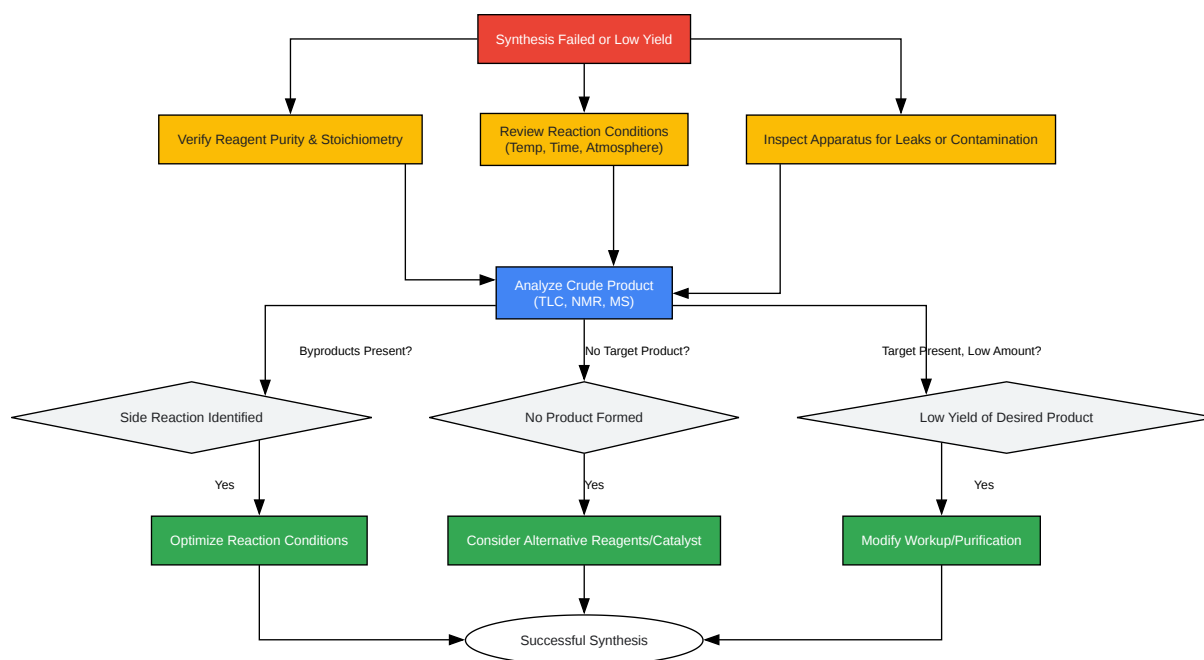 Synthesis Failed or Low Yield
Verify Reagent Purity & Stoichiometry
Review Reaction Conditions
(Temp, Time, Atmosphere)
Inspect Apparatus for Leaks or Contamination
Analyze Crude Product
(TLC, NMR, MS)
Byproducts Present?
No Target Product?
Target Present, Low Amount?
Side Reaction Identified
No Product Formed
Low Yield of Desired Product
Yes
Yes
Yes
Optimize Reaction Conditions
Consider Alternative Reagents/Catalyst
Modify Workup/Purification
Successful Synthesis